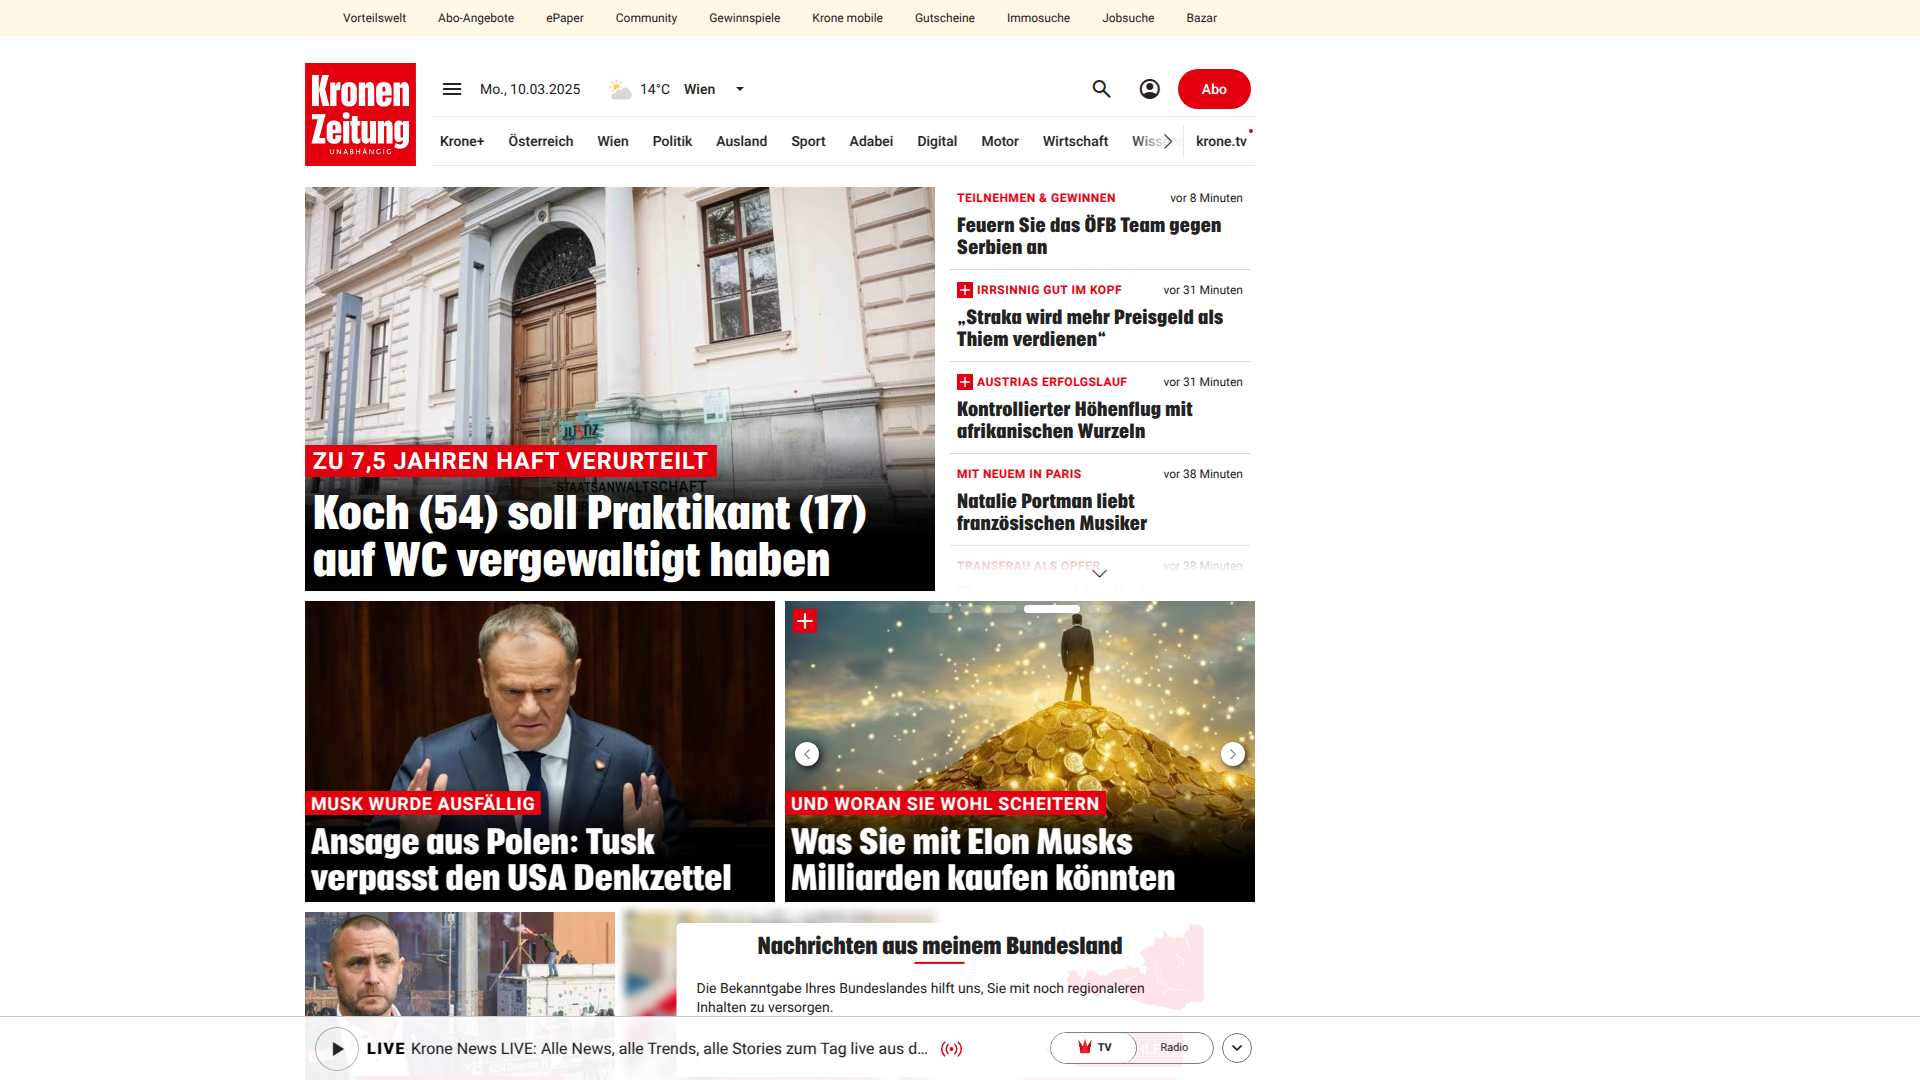 Vorteilswelt Abo-Angebote ePaper Community Gewinnspiele Krone mobile Gutscheine Immosuche Jobsuche Bazar
Kronen
Zeitung
UNABHÄNGIG
Mo., 10.03.2025 14°C Wien
Abo
Krone+ Österreich Wien Politik Ausland Sport Adabei Digital Motor Wirtschaft krone.tv
JUSTIZ
STAATSANWALTSCHAFT
ZU 7,5 JAHREN HAFT VERURTEILT
Koch (54) soll Praktikant (17)
auf WC vergewaltigt haben
TEILNEHMEN & GEWINNEN vor 8 Minuten
Feuern Sie das ÖFB Team gegen
Serbien an
IRRSINNIG GUT IM KOPF vor 31 Minuten
„Straka wird mehr Preisgeld als
Thiem verdienen“
AUSTRIAS ERFOLGSLAUF vor 31 Minuten
Kontrollierter Höhenflug mit
afrikanischen Wurzeln
MIT NEUEM IN PARIS vor 38 Minuten
Natalie Portman liebt
französischen Musiker
TRANSFRAU ALS OPFER vor 38 Minuten
MUSK WURDE AUSFÄLLIG
Ansage aus Polen: Tusk
verpasst den USA Denkzettel
UND WORAN SIE WOHL SCHEITERN
Was Sie mit Elon Musks
Milliarden kaufen könnten
Nachrichten aus meinem Bundesland
Die Bekanntgabe Ihres Bundeslandes hilft uns, Sie mit noch regionaleren
Inhalten zu versorgen.
LIVE Krone News LIVE: Alle News, alle Trends, alle Stories zum Tag live aus d...
TV Radio